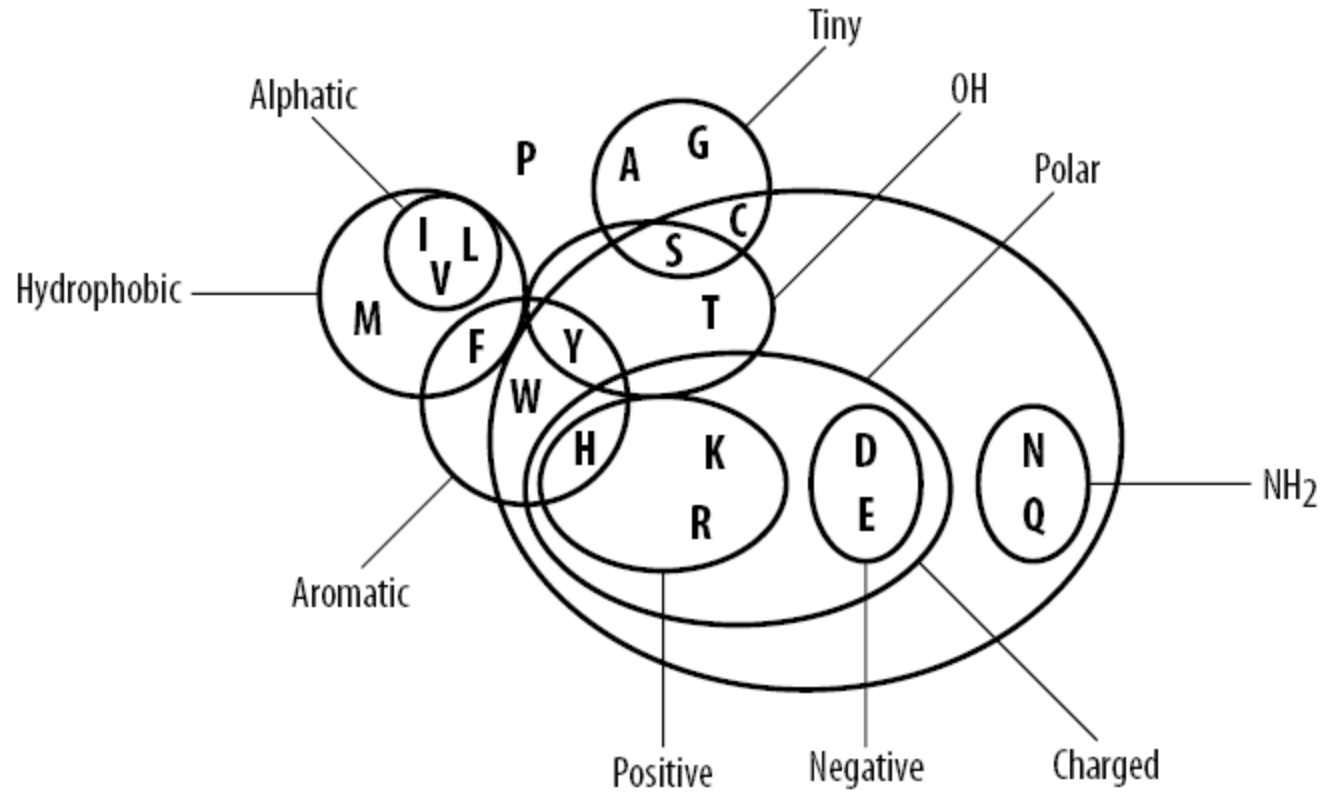 Tiny
Alphatic
OH
P
A
G
Polar
C
I
L
S
V
Hydrophobic
M
T
F
Y
W
H
K
D
N
R
E
Q
NH2
Aromatic
Positive
Negative
Charged